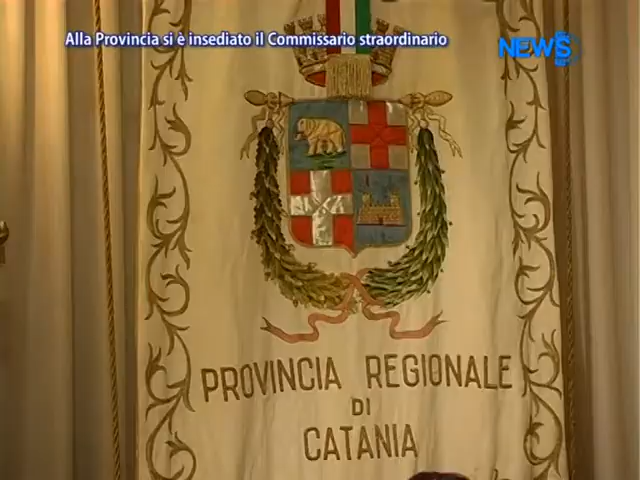 Alla Provincia si è insediato il Commissario straordinario
NEWS
PROVINCIA REGIONALE
DI
CATANIA